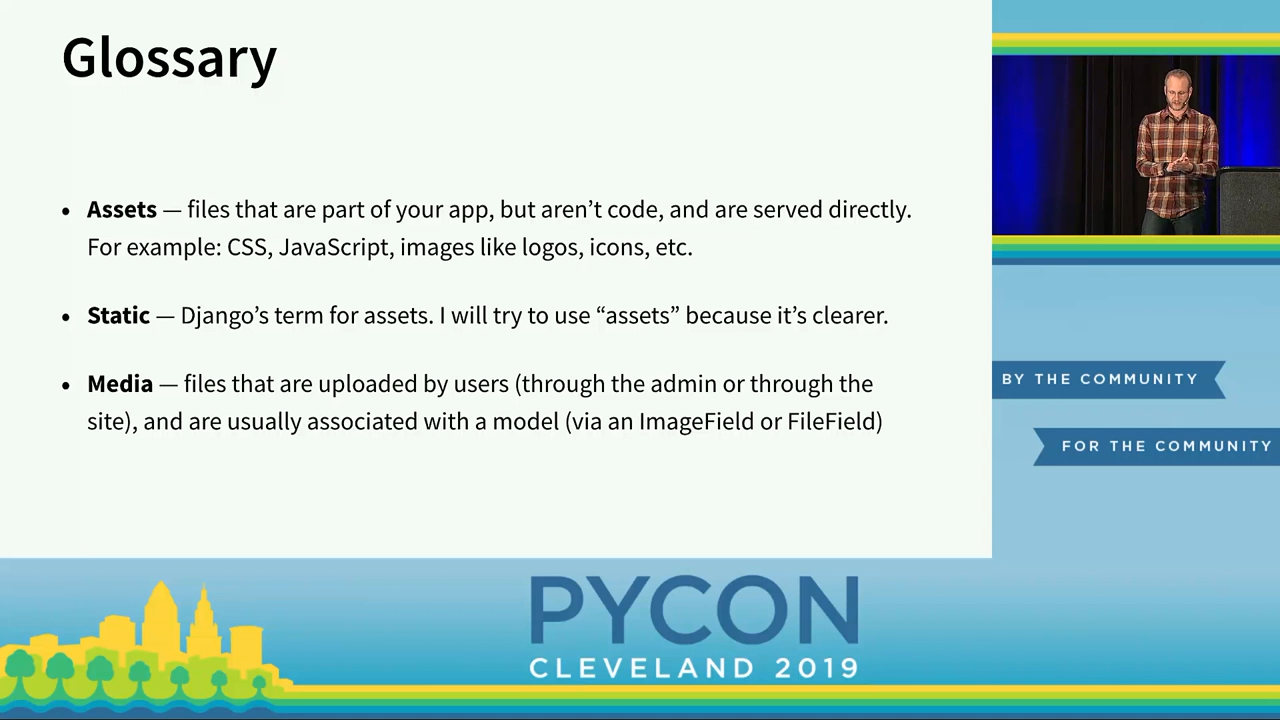 Glossary
• Assets — files that are part of your app, but aren’t code, and are served directly.
For example: CSS, JavaScript, images like logos, icons, etc.
• Static — Django’s term for assets. I will try to use “assets” because it’s clearer.
• Media — files that are uploaded by users (through the admin or through the
site), and are usually associated with a model (via an ImageField or FileField)
BY THE COMMUNITY
FOR THE COMMUNITY
PYCON
CLEVELAND 2019